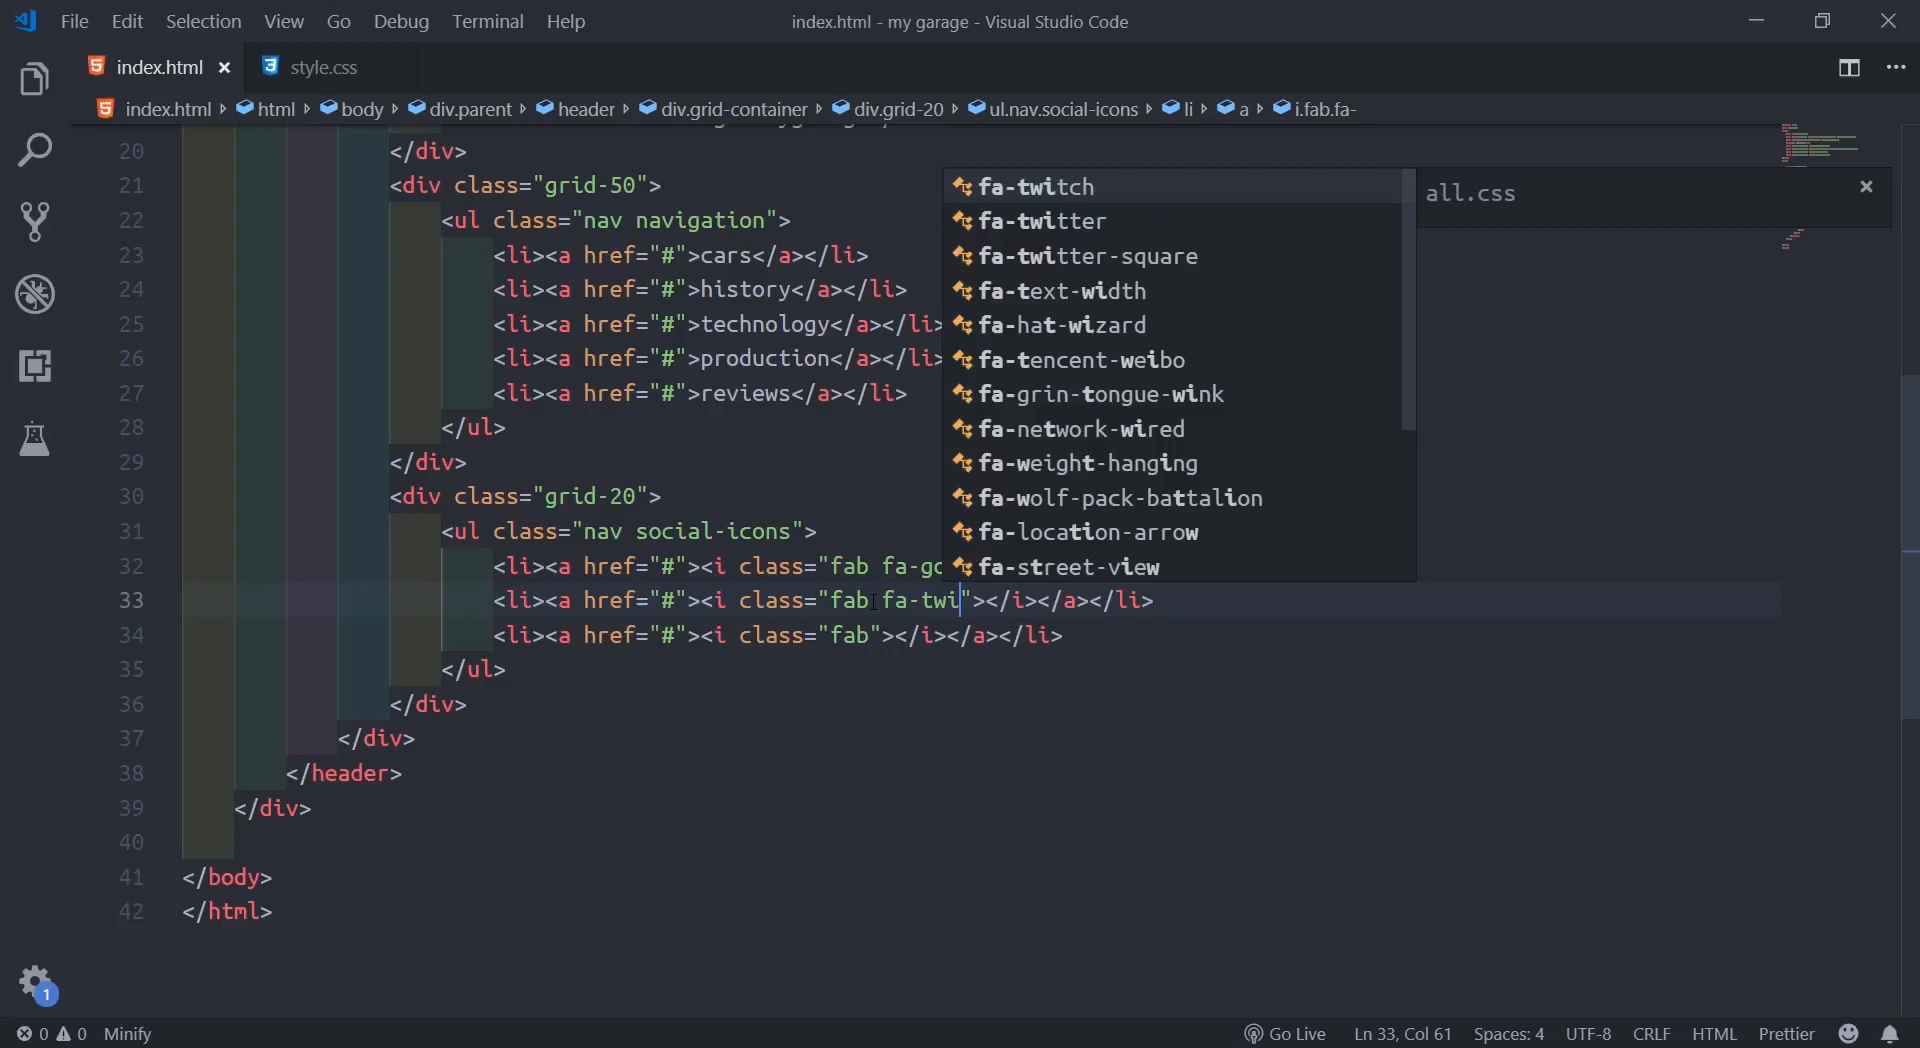 File Edit Selection View Go Debug Terminal Help
index.html - my garage - Visual Studio Code
index.html
style.css
index.html html body div.parent header div.grid-container div.grid-20 ul.nav.social-icons li a i.fab.fa-
20 </div>
21 <div class="grid-50">
22 <ul class="nav navigation">
23 <li><a href="#">cars</a></li>
24 <li><a href="#">history</a></li>
25 <li><a href="#">technology</a></li>
26 <li><a href="#">production</a></li>
27 <li><a href="#">reviews</a></li>
28 </ul>
29 </div>
30 <div class="grid-20">
31 <ul class="nav social-icons">
32 <li><a href="#"><i class="fab fa-go
33 <li><a href="#"><i class="fab fa-twi"></i></a></li>
34 <li><a href="#"><i class="fab"></i></a></li>
35 </ul>
36 </div>
37 </div>
38 </header>
39 </div>
40
41 </body>
42 </html>
fa-twitch
fa-twitter
fa-twitter-square
fa-text-width
fa-hat-wizard
fa-tencent-weibo
fa-grin-tongue-wink
fa-network-wired
fa-weight-hanging
fa-wolf-pack-battalion
fa-location-arrow
fa-street-view
all.css
1
0 0 Minify
Go Live Ln 33, Col 61 Spaces: 4 UTF-8 CRLF HTML Prettier